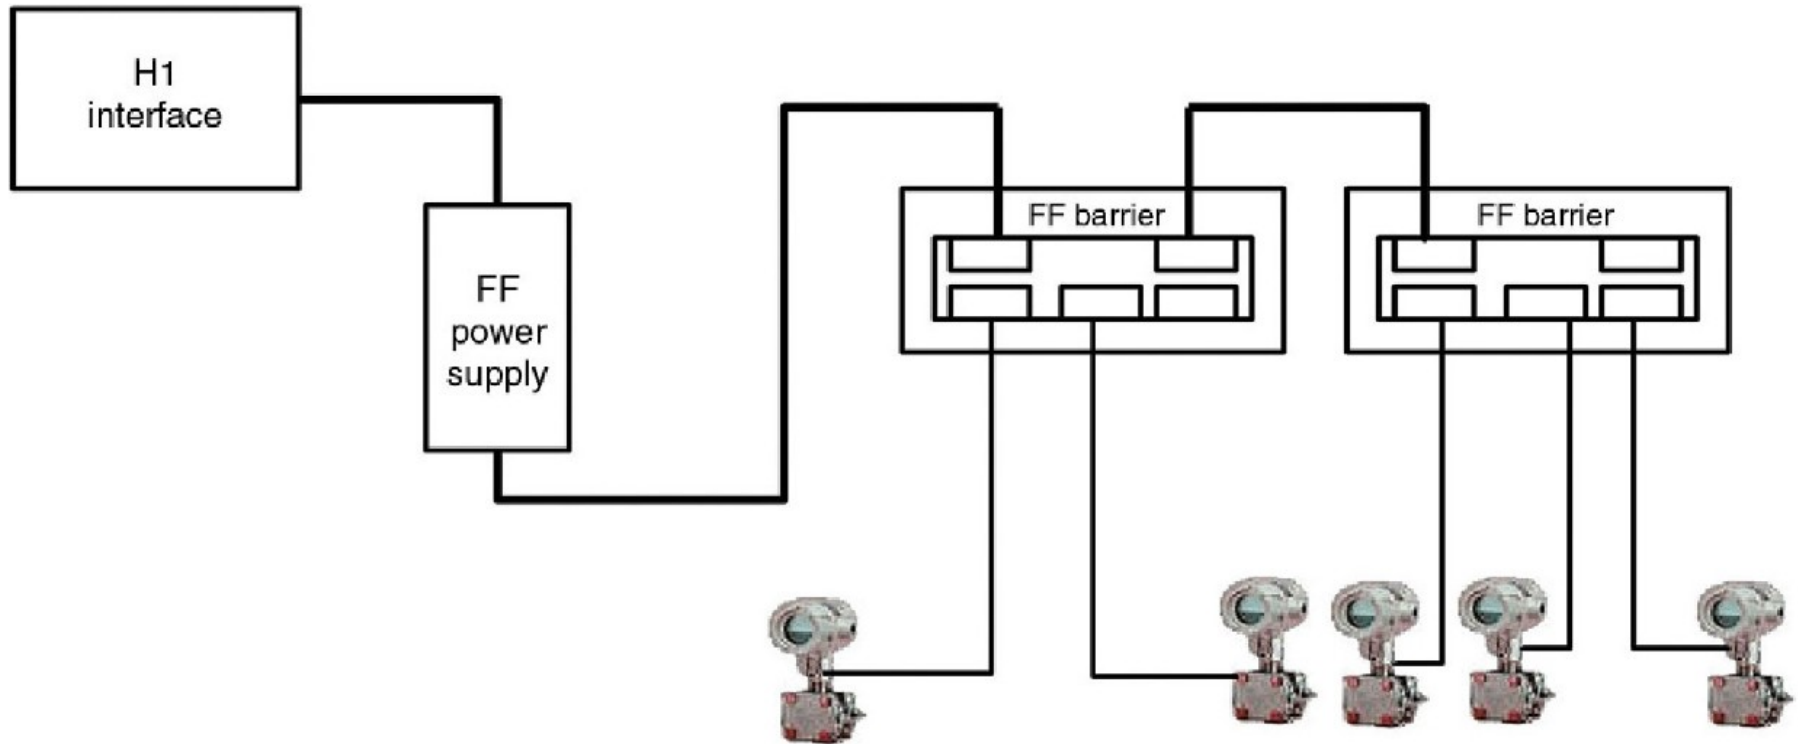 H1
interface
FF
power
supply
FF barrier
FF barrier